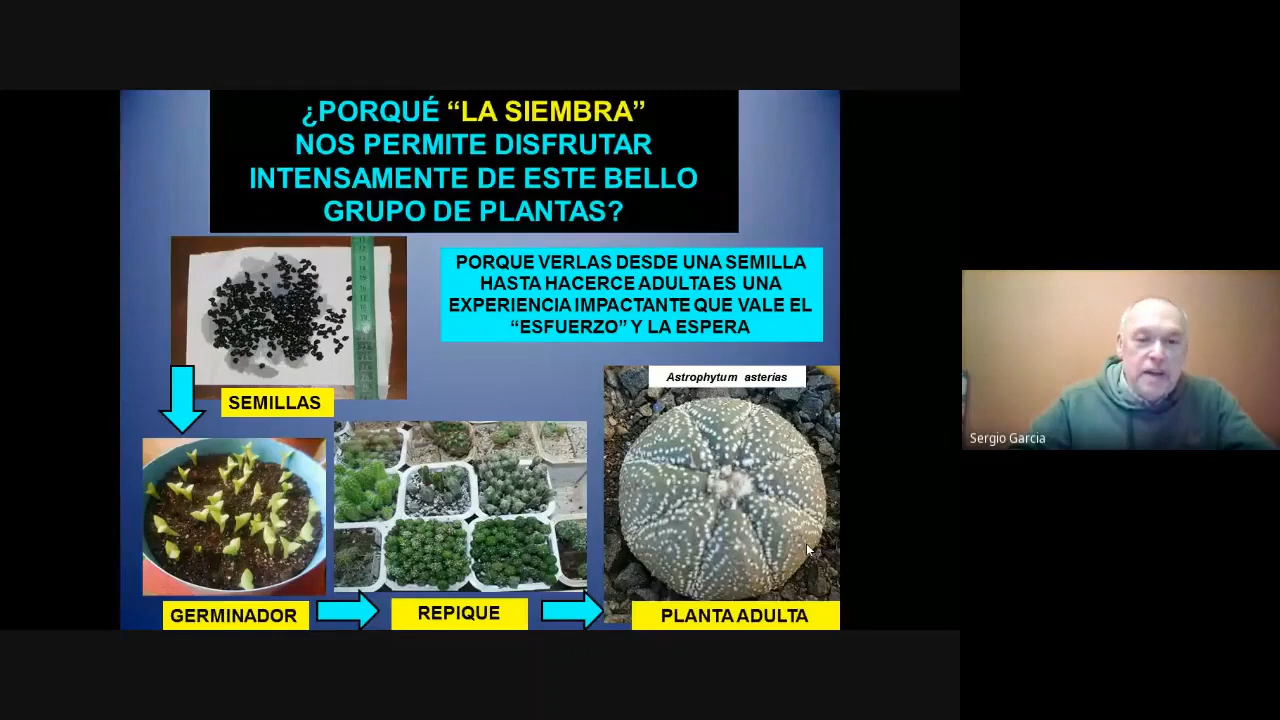 ¿PORQUÉ “LA SIEMBRA”
NOS PERMITE DISFRUTAR
INTENSAMENTE DE ESTE BELLO
GRUPO DE PLANTAS?
PORQUE VERLAS DESDE UNA SEMILLA
HASTA HACERCE ADULTA ES UNA
EXPERIENCIA IMPACTANTE QUE VALE EL
“ESFUERZO” Y LA ESPERA
SEMILLAS
Astrophytum asterias
GERMINADOR
REPIQUE
PLANTA ADULTA
Sergio Garcia